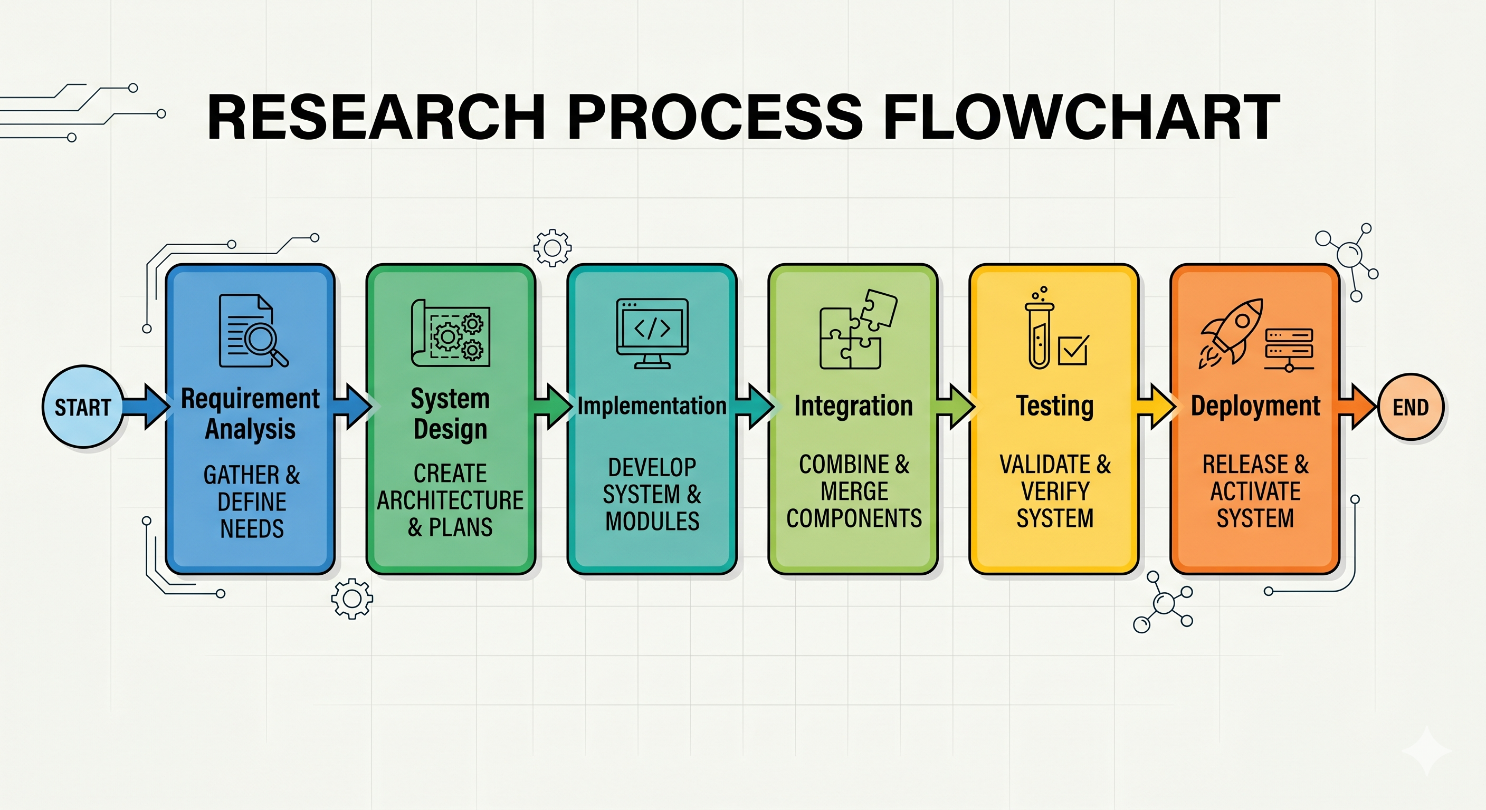 RESEARCH PROCESS FLOWCHART
START
Requirement
Analysis
GATHER &
DEFINE
NEEDS
System
Design
CREATE
ARCHITECTURE
& PLANS
</>
Implementation
DEVELOP
SYSTEM &
MODULES
Integration
COMBINE &
MERGE
COMPONENTS
Testing
VALIDATE &
VERIFY
SYSTEM
Deployment
RELEASE &
ACTIVATE
SYSTEM
END